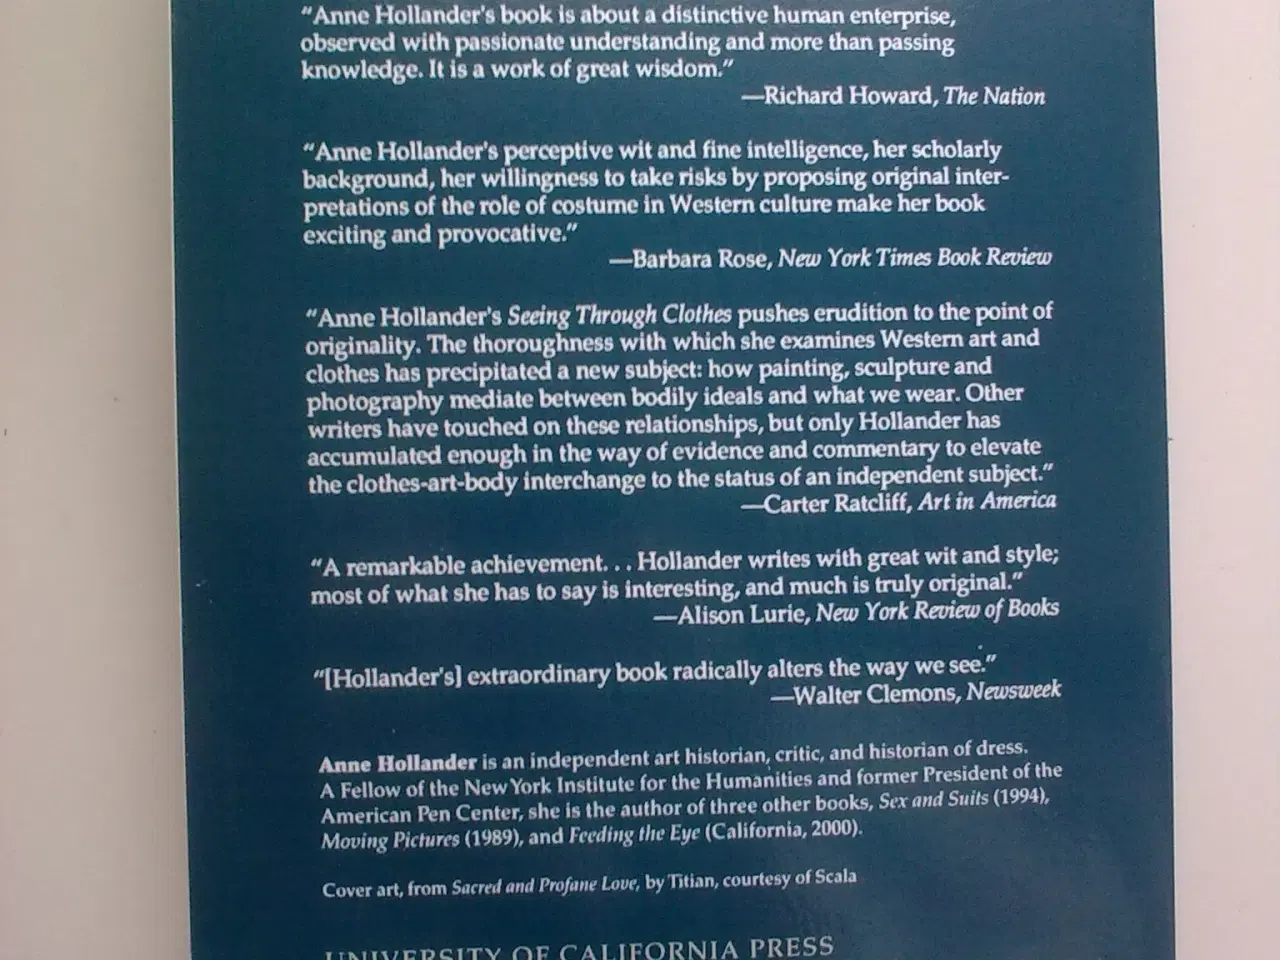 “Anne Hollander's book is about a distinctive human enterprise,
observed with passionate understanding and more than passing
knowledge. It is a work of great wisdom.”
—Richard Howard, The Nation
“Anne Hollander's perceptive wit and fine intelligence, her scholarly
background, her willingness to take risks by proposing original inter-
pretations of the role of costume in Western culture make her book
exciting and provocative.”
—Barbara Rose, New York Times Book Review
“Anne Hollander's Seeing Through Clothes pushes erudition to the point of
originality. The thoroughness with which she examines Western art and
clothes has precipitated a new subject: how painting, sculpture and
photography mediate between bodily ideals and what we wear. Other
writers have touched on these relationships, but only Hollander has
accumulated enough in the way of evidence and commentary to elevate
the clothes-art-body interchange to the status of an independent subject.”
—Carter Ratcliff, Art in America
“A remarkable achievement. . . Hollander writes with great wit and style;
most of what she has to say is interesting, and much is truly original.”
—Alison Lurie, New York Review of Books
“[Hollander's] extraordinary book radically alters the way we see.”
—Walter Clemons, Newsweek
Anne Hollander is an independent art historian, critic, and historian of dress.
A Fellow of the New York Institute for the Humanities and former President of the
American Pen Center, she is the author of three other books, Sex and Suits (1994),
Moving Pictures (1989), and Feeding the Eye (California, 2000).
Cover art, from Sacred and Profane Love, by Titian, courtesy of Scala
UNIVERSITY OF CALIFORNIA PRESS